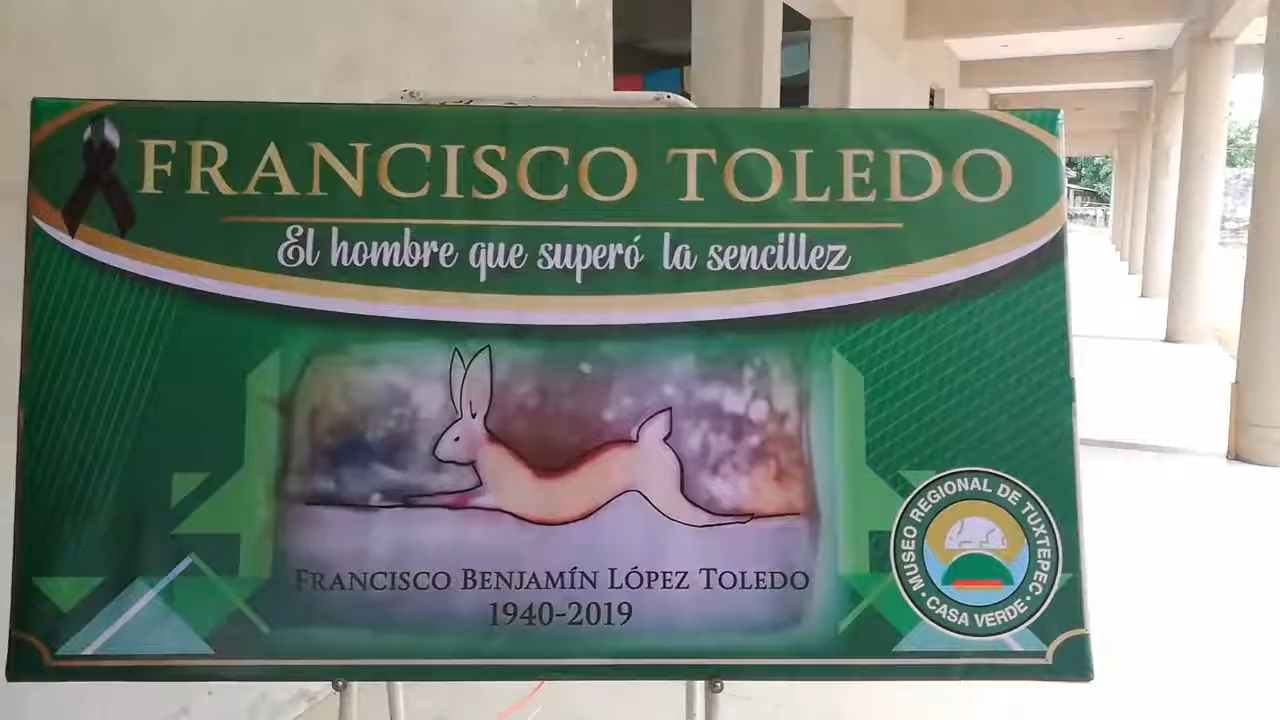 FRANCISCO TOLEDO
El hombre que superó la sencillez
FRANCISCO BENJAMÍN LÓPEZ TOLEDO
1940-2019
MUSEO REGIONAL DE TUXTEPEC
• CASA VERDE •